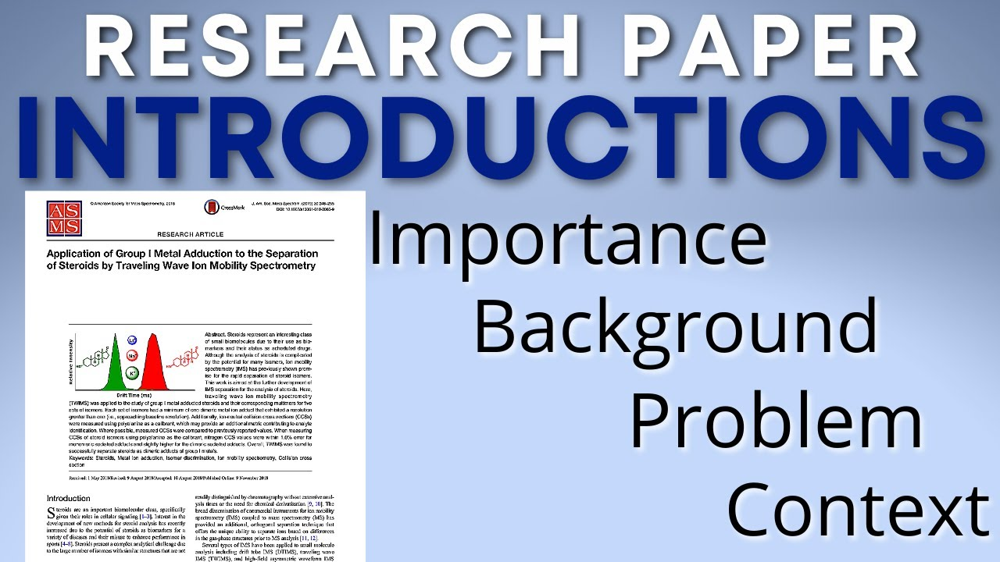 RESEARCH PAPER
INTRODUCTIONS
AS
MS
© American Society for Mass Spectrometry, 2018
CrossMark
J. Am. Soc. Mass Spectrom. (2019) 30:248-255
RESEARCH ARTICLE
Application of Group I Metal Adduction to the Separation
of Steroids by Traveling Wave Ion Mobility Spectrometry
Relative Intensity
Li⁺
Na⁺
K⁺
Drift Time (ms)
Abstract. Steroids represent an interesting class
of small biomolecules due to their use as bio-
markers and their status as scheduled drugs.
Although the analysis of steroids is complicated
by the potential for many isomers, ion mobility
spectrometry (IMS) has previously shown prom-
ise for the rapid separation of steroid isomers.
This work is aimed at the further development of
IMS separation for the analysis of steroids. Here,
traveling wave ion mobility spectrometry
(TWIMS) was applied to the study of group I metal adducted steroids and their corresponding multimers for five
sets of isomers. Each set of isomers had a minimum of one dimeric metal ion adduct that exhibited a resolution
greater than one (i.e., approaching baseline resolution). Additionally, ion-neutral collision cross sections (CCSs)
were measured using polyalanine as a calibrant, which may provide an additional metric contributing to analyte
identification. Where possible, measured CCSs were compared to previously reported values. When measuring
CCSs of steroid isomers using polyalanine as the calibrant, nitrogen CCS values were within 1.0% error for
monomeric sodiated adducts and slightly higher for the dimeric sodiated adducts. Overall, TWIMS was found to
successfully separate steroids as dimeric adducts of group I metals.
Keywords: Steroids, Metal ion adduction, Isomer discrimination, Ion mobility spectrometry, Collision cross
section
Received: 1 May 2018/Revised: 9 August 2018/Accepted: 10 August 2018/Published Online: 9 November 2018
Introduction
Steroids are an important biomolecular class, specifically
given their roles in cellular signaling [1–3]. Interest in the
development of new methods for steroid analysis has recently
increased due to the potential of steroids as biomarkers for a
variety of diseases and their misuse to enhance performance in
sports [4–8]. Steroids present a complex analytical challenge due
to the large number of isomers with similar structures that are not
readily distinguished by chromatography without extensive anal-
ysis times or the need for chemical derivatization [9, 10]. The
broad dissemination of commercial instruments for ion mobility
spectrometry (IMS) coupled to mass spectrometry (MS) has
provided an additional, orthogonal separation technique that
offers the unique ability to separate ions based on differences
in the gas-phase structures prior to MS analysis [11, 12].
Several types of IMS have been applied to small molecule
analysis including drift tube IMS (DTIMS), traveling wave
IMS (TWIMS), and high-field asymmetric waveform IMS
Importance
Background
Problem
Context